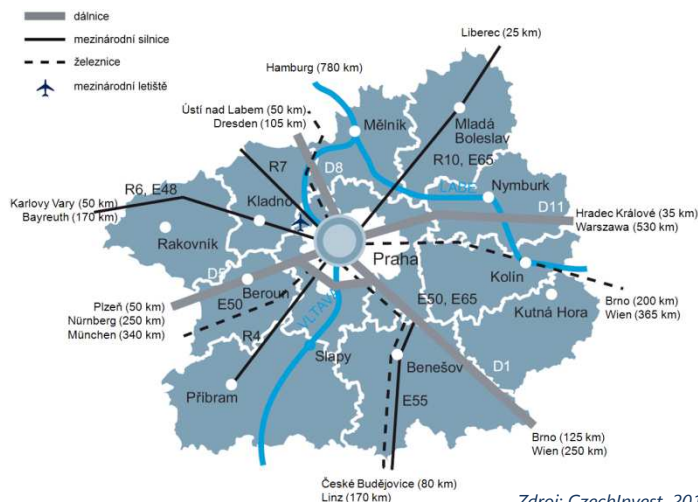 dálnice
mezinárodní silnice
železnice
mezinárodní letiště
Liberec (25 km)
Hamburg (780 km)
Ústí nad Labem (50 km)
Dresden (105 km)
Mělník
Mladá
Boleslav
R10, E65
D8
R7
R6, E48
Karlovy Vary (50 km)
Bayreuth (170 km)
Kladno
Rakovník
LABE
Nymburk
D11
Hradec Králové (35 km)
Warszawa (530 km)
Praha
Kolín
Kutná Hora
Brno (200 km)
Wien (365 km)
D5
Beroun
E50
Plzeň (50 km)
Nürnberg (250 km)
München (340 km)
R4
VLTAVA
E50, E65
Slapy
Benešov
D1
Příbram
E55
Brno (125 km)
Wien (250 km)
České Budějovice (80 km)
Linz (170 km)
Zdroj: CzechInvest,